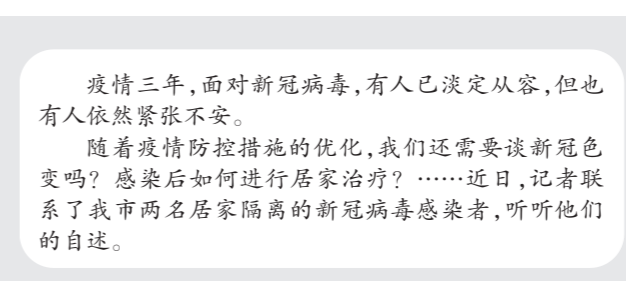 疫情三年,面对新冠病毒,有人已淡定从容,但也
有人依然紧张不安。
随着疫情防控措施的优化,我们还需要谈新冠色
变吗?感染后如何进行居家治疗?……近日,记者联
系了我市两名居家隔离的新冠病毒感染者,听听他们
的自述。